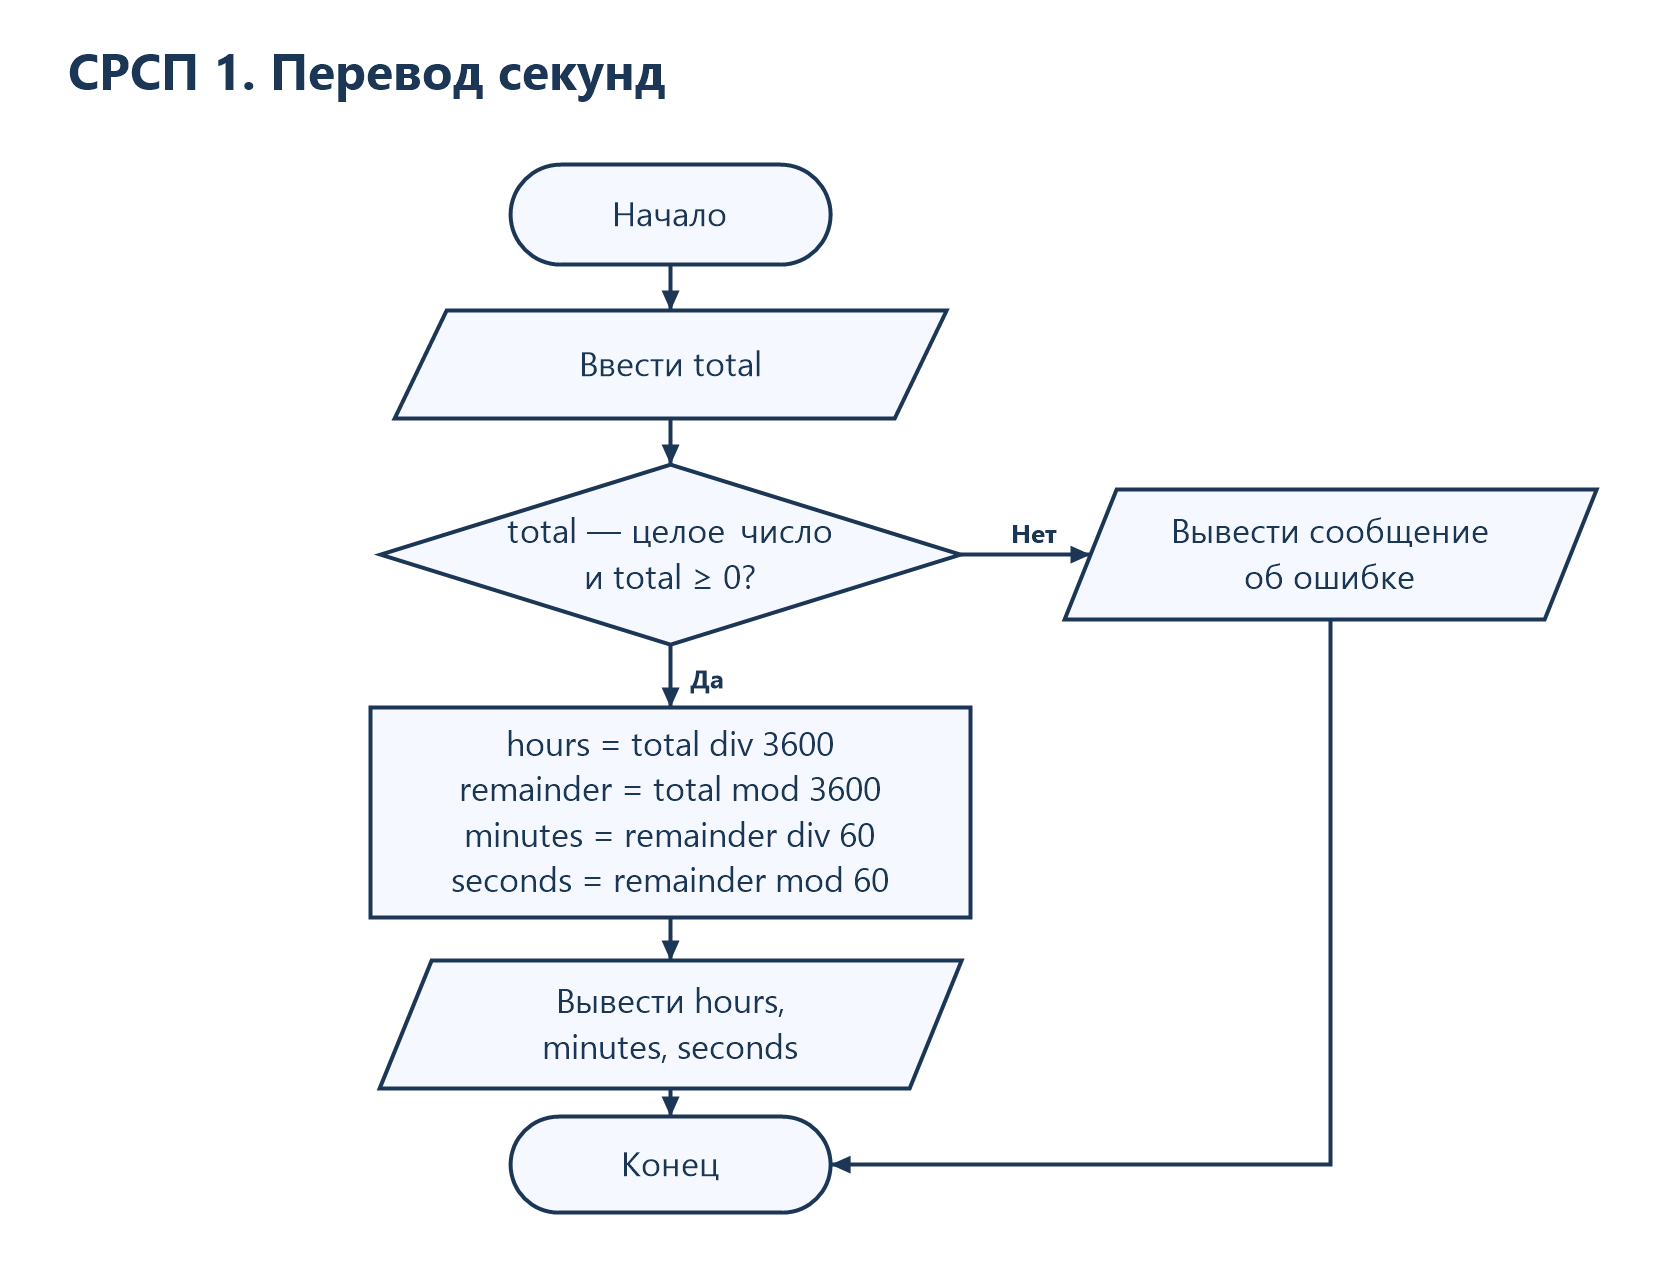 СРСП 1. Перевод секунд
Начало
Ввести total
total — целое число
и total ≥ 0?
Нет
Вывести сообщение
об ошибке
Да
hours = total div 3600
remainder = total mod 3600
minutes = remainder div 60
seconds = remainder mod 60
Вывести hours,
minutes, seconds
Конец